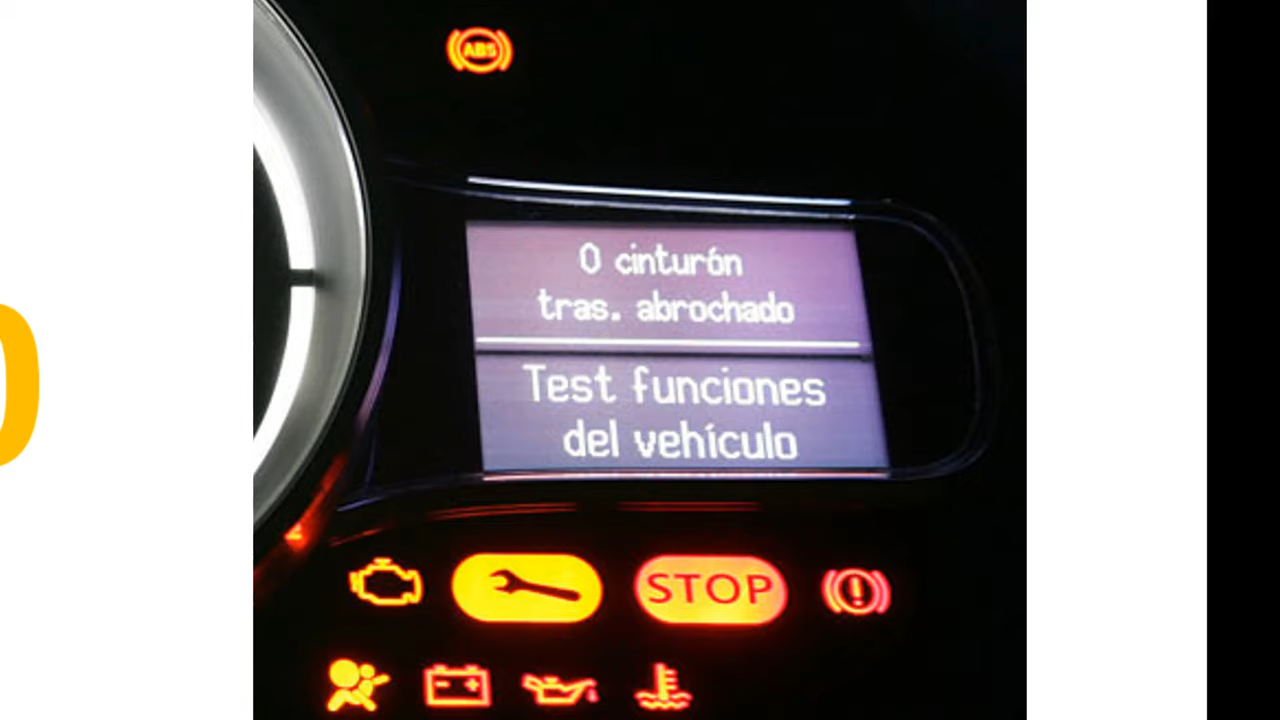 ABS
0 cinturón
tras. abrochado
Test funciones
del vehículo
STOP